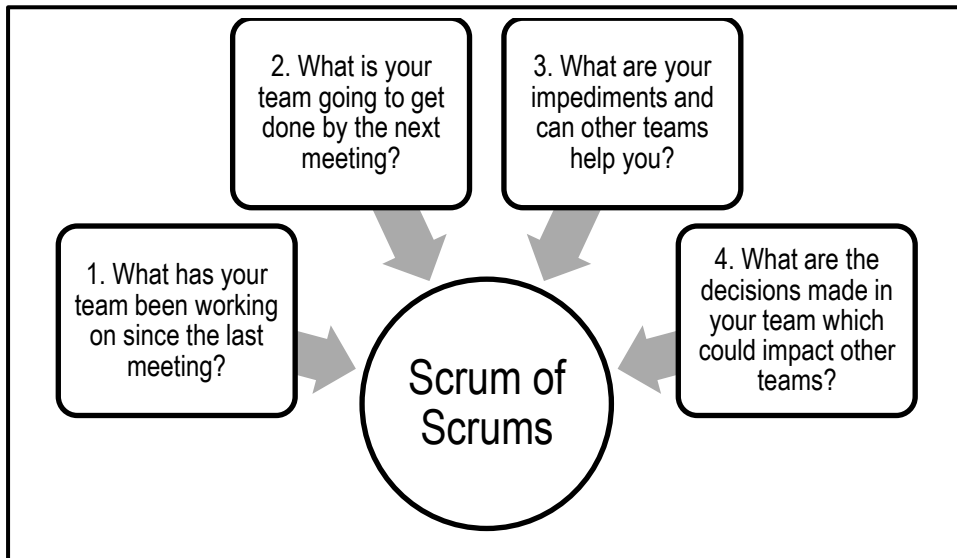 1. What has your
team been working
on since the last
meeting?
2. What is your
team going to get
done by the next
meeting?
3. What are your
impediments and
can other teams
help you?
4. What are the
decisions made in
your team which
could impact other
teams?
Scrum of
Scrums